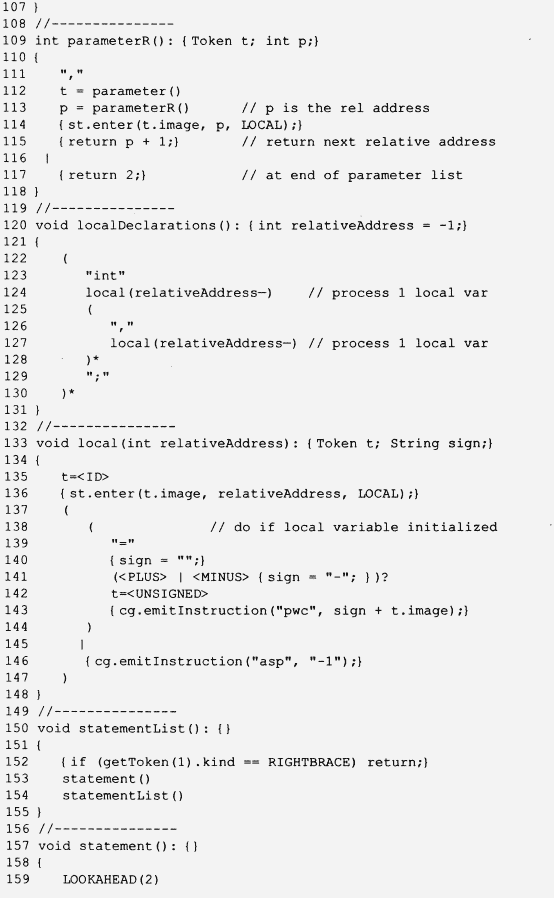 107 }
108 //---------------
109 int parameterR(): {Token t; int p;}
110 {
111    ","
112    t = parameter()
113    p = parameterR()       // p is the rel address
114    {st.enter(t.image, p, LOCAL);}
115    {return p + 1;}        // return next relative address
116  |
117    {return 2;}            // at end of parameter list
118 }
119 //---------------
120 void localDeclarations(): {int relativeAddress = -1;}
121 {
122    (
123       "int"
124       local(relativeAddress—)    // process 1 local var
125       (
126          ","
127          local(relativeAddress—) // process 1 local var
128       )*
129       ";"
130    )*
131 }
132 //---------------
133 void local(int relativeAddress): {Token t; String sign;}
134 {
135    t=<ID>
136    {st.enter(t.image, relativeAddress, LOCAL);}
137    (
138       (              // do if local variable initialized
139          "="
140          {sign = "";}
141          (<PLUS> | <MINUS> {sign = "-"; })?
142          t=<UNSIGNED>
143          {cg.emitInstruction("pwc", sign + t.image);}
144       )
145      |
146       {cg.emitInstruction("asp", "-1");}
147    )
148 }
149 //---------------
150 void statementList(): {}
151 {
152    {if (getToken(1).kind == RIGHTBRACE) return;}
153    statement()
154    statementList()
155 }
156 //---------------
157 void statement(): {}
158 {
159    LOOKAHEAD(2)